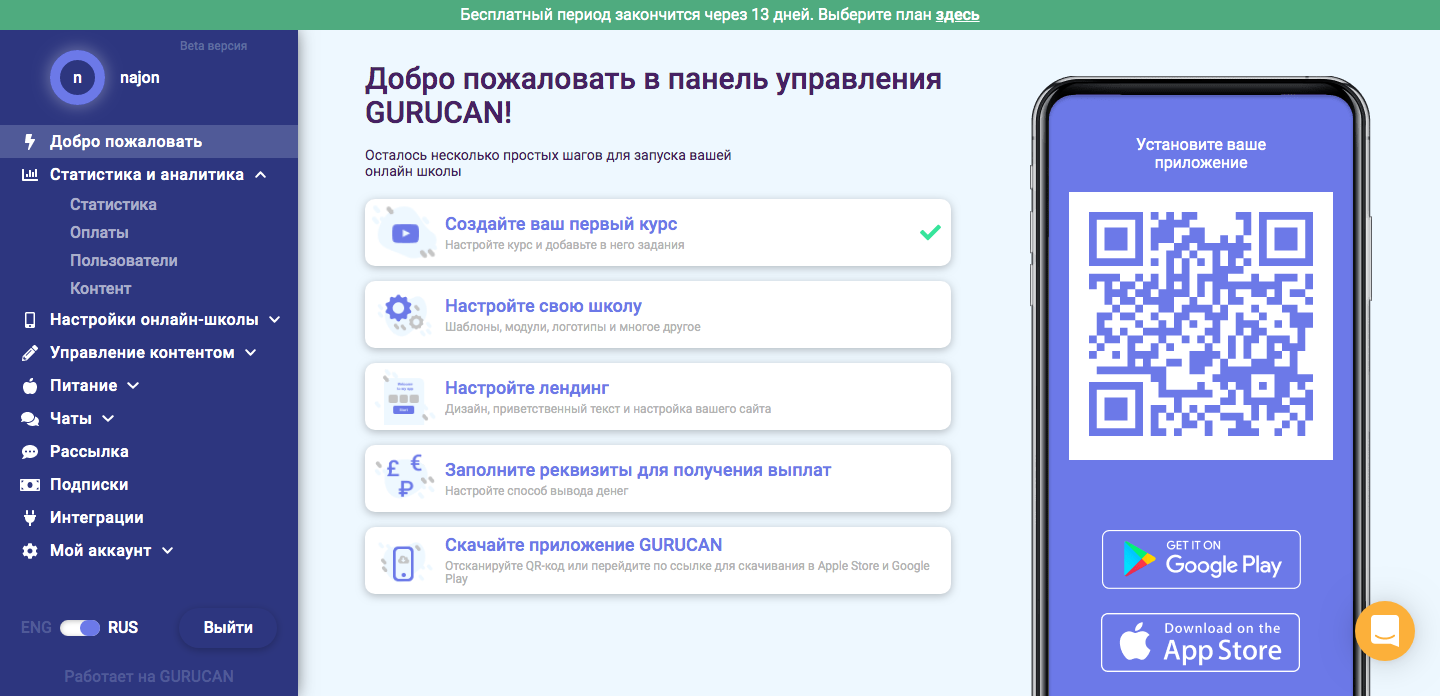 Бесплатный период закончится через 13 дней. Выберите план здесь
Beta версия
n
najon
Добро пожаловать
Статистика и аналитика
Статистика
Оплаты
Пользователи
Контент
Настройки онлайн-школы
Управление контентом
Питание
Чаты
Рассылка
Подписки
Интеграции
Мой аккаунт
ENG RUS
Выйти
Работает на GURUCAN
Добро пожаловать в панель управления
GURUCAN!
Осталось несколько простых шагов для запуска вашей
онлайн школы
Создайте ваш первый курс
Настройте курс и добавьте в него задания
Настройте свою школу
Шаблоны, модули, логотипы и многое другое
Настройте лендинг
Дизайн, приветственный текст и настройка вашего сайта
£ € ₽
Заполните реквизиты для получения выплат
Настройте способ вывода денег
Скачайте приложение GURUCAN
Отсканируйте QR-код или перейдите по ссылке для скачивания в Apple Store и Google
Play
Установите ваше
приложение
GET IT ON
Google Play
Download on the
App Store